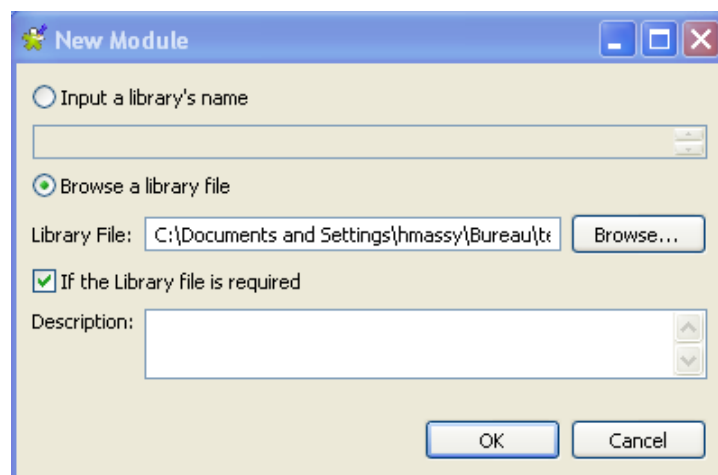 New Module
Input a library's name
Browse a library file
Library File: C:\Documents and Settings\hmassy\Bureau\te Browse...
If the Library file is required
Description:
OK Cancel